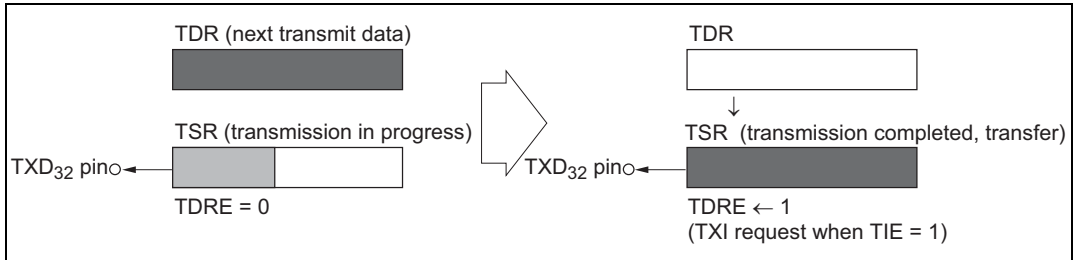 TDR (next transmit data)
TSR (transmission in progress)
TXD32 pin
TDRE = 0
TDR
↓
TSR (transmission completed, transfer)
TXD32 pin
TDRE ← 1
(TXI request when TIE = 1)